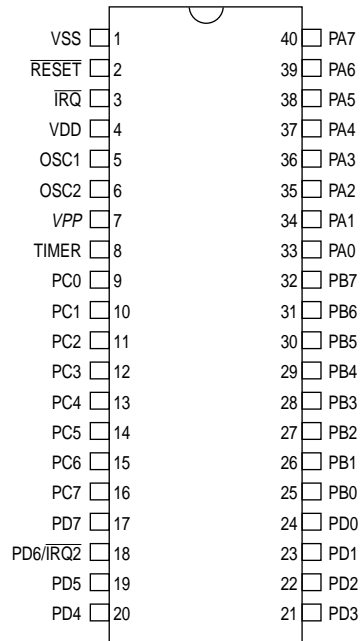 VSS 1 40 PA7
RESET 2 39 PA6
IRQ 3 38 PA5
VDD 4 37 PA4
OSC1 5 36 PA3
OSC2 6 35 PA2
VPP 7 34 PA1
TIMER 8 33 PA0
PC0 9 32 PB7
PC1 10 31 PB6
PC2 11 30 PB5
PC3 12 29 PB4
PC4 13 28 PB3
PC5 14 27 PB2
PC6 15 26 PB1
PC7 16 25 PB0
PD7 17 24 PD0
PD6/IRQ2 18 23 PD1
PD5 19 22 PD2
PD4 20 21 PD3